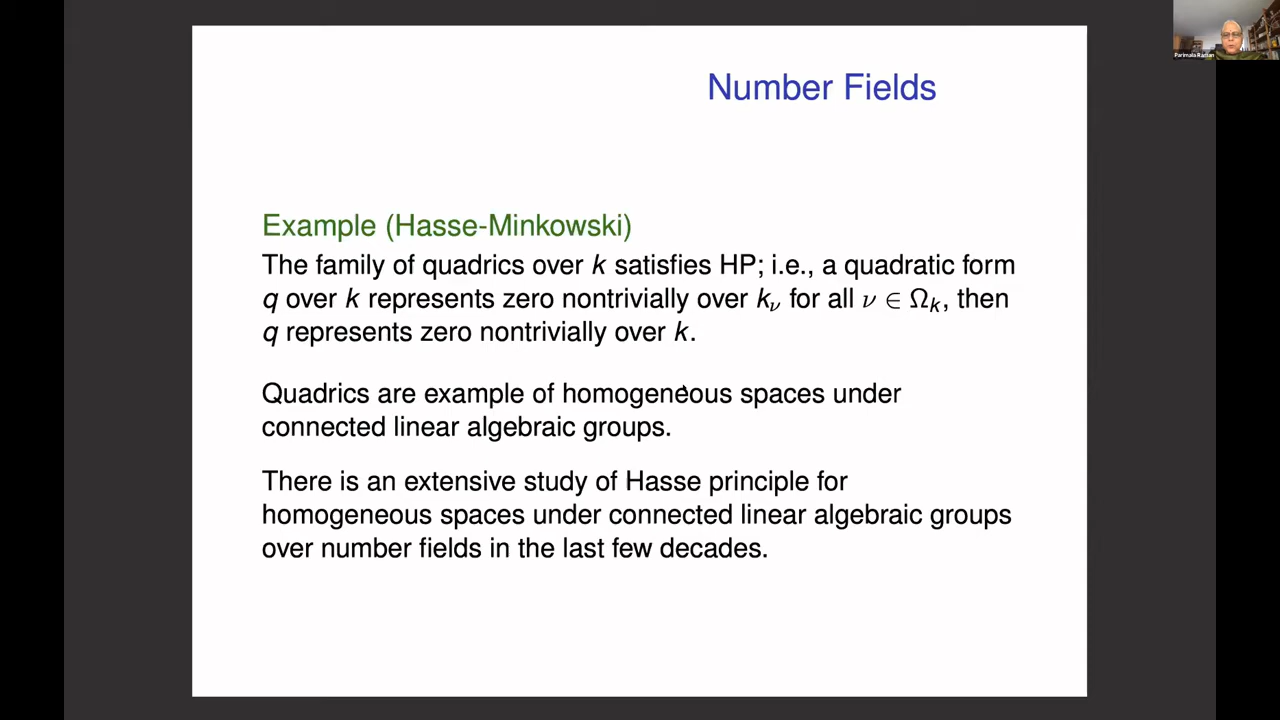 Parimala Raman
Number Fields
Example (Hasse-Minkowski)
The family of quadrics over k satisfies HP; i.e., a quadratic form
q over k represents zero nontrivially over kν for all ν ∈ Ωk, then
q represents zero nontrivially over k.
Quadrics are example of homogeneous spaces under
connected linear algebraic groups.
There is an extensive study of Hasse principle for
homogeneous spaces under connected linear algebraic groups
over number fields in the last few decades.